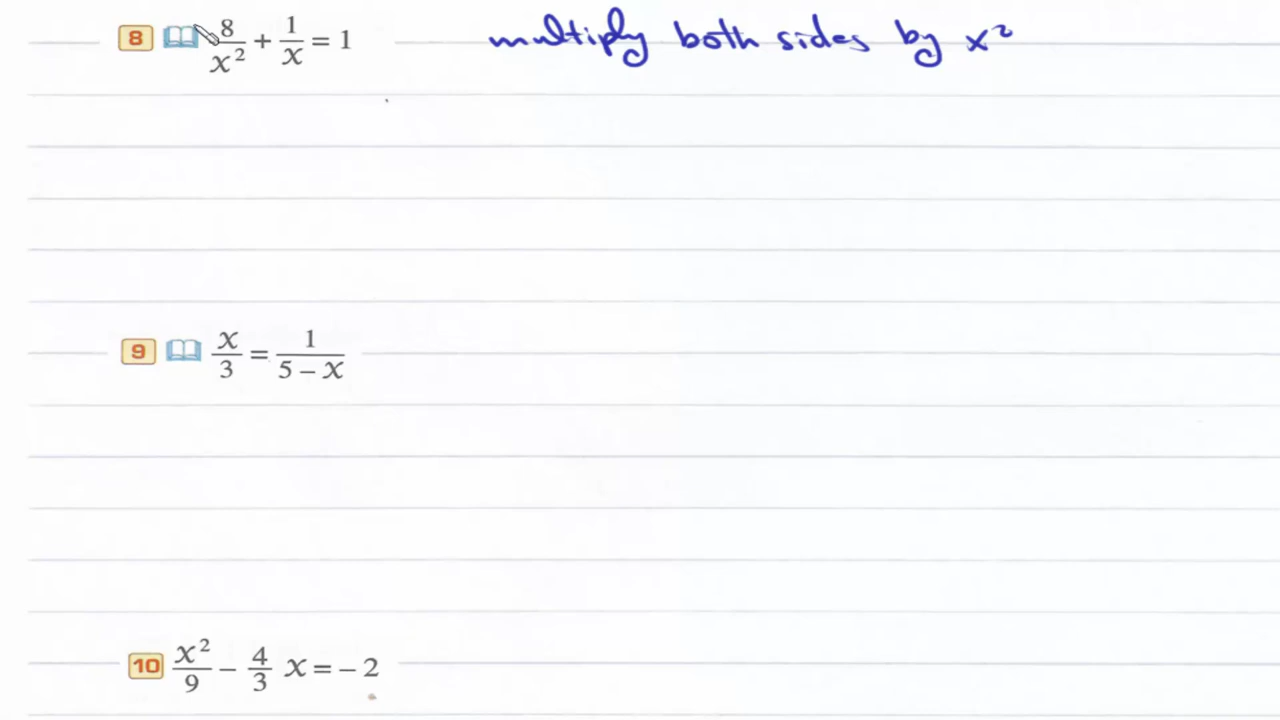 8 8/x² + 1/x = 1 multiply both sides by x²
9 x/3 = 1/(5 – x)
10 x²/9 – 4/3 x = – 2